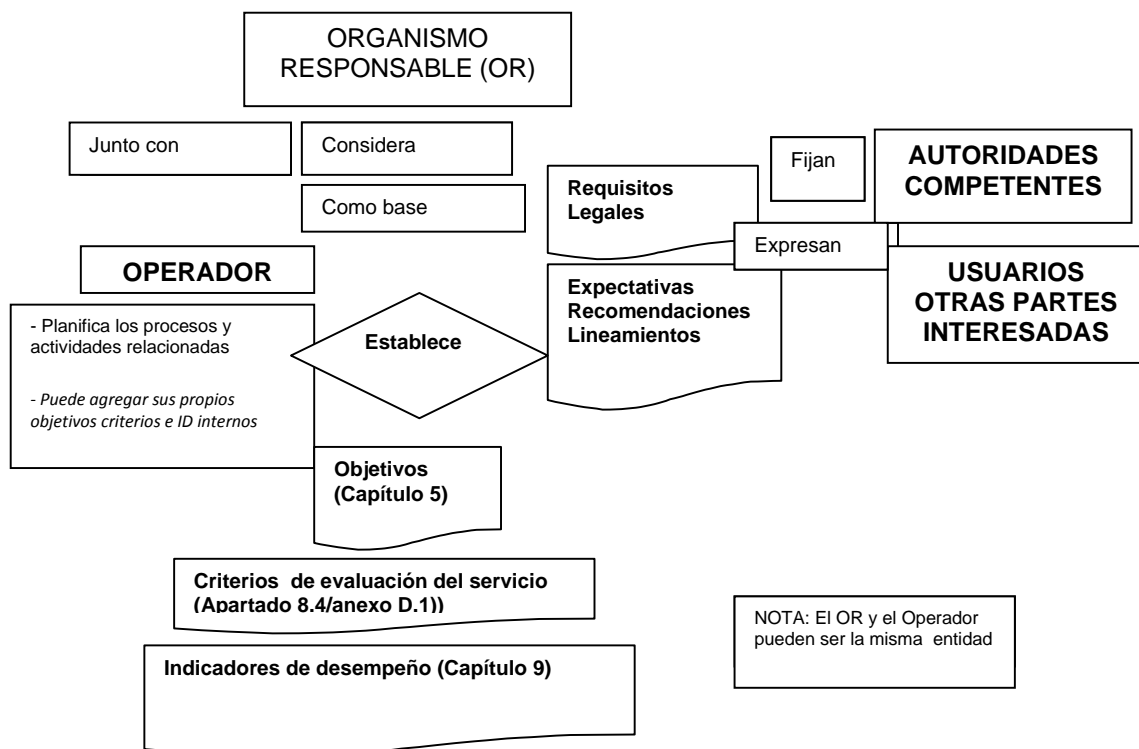 ORGANISMO
RESPONSABLE (OR)
Junto con
Considera
Como base
Requisitos
Legales
Fijan
AUTORIDADES
COMPETENTES
Expresan
USUARIOS
OTRAS PARTES
INTERESADAS
OPERADOR
- Planifica los procesos y
actividades relacionadas
- Puede agregar sus propios
objetivos criterios e ID internos
Establece
Expectativas
Recomendaciones
Lineamientos
Objetivos
(Capítulo 5)
Criterios de evaluación del servicio
(Apartado 8.4/anexo D.1))
Indicadores de desempeño (Capítulo 9)
NOTA: El OR y el Operador
pueden ser la misma entidad